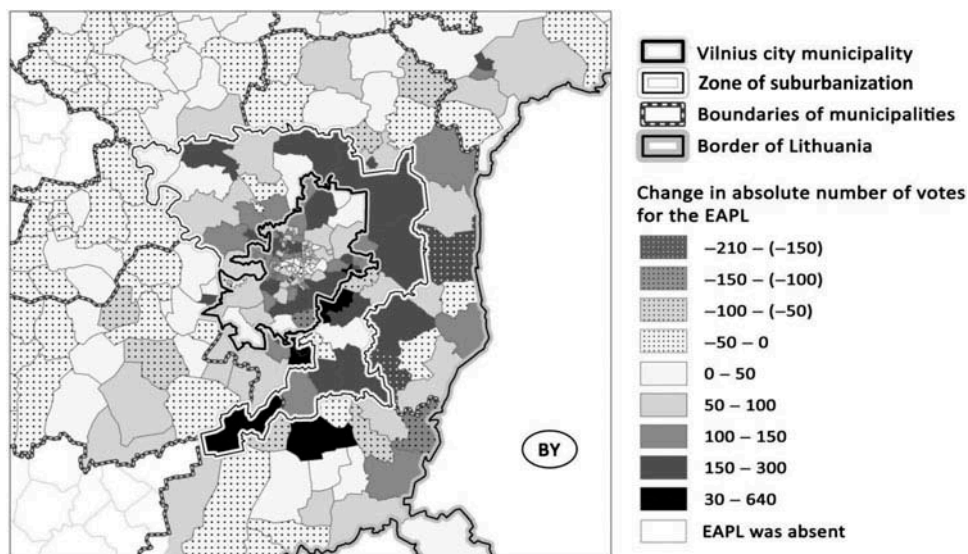 Vilnius city municipality
Zone of suburbanization
Boundaries of municipalities
Border of Lithuania
Change in absolute number of votes
for the EAPL
−210 – (−150)
−150 – (−100)
−100 – (−50)
−50 – 0
0 – 50
50 – 100
100 – 150
150 – 300
30 – 640
EAPL was absent
BY